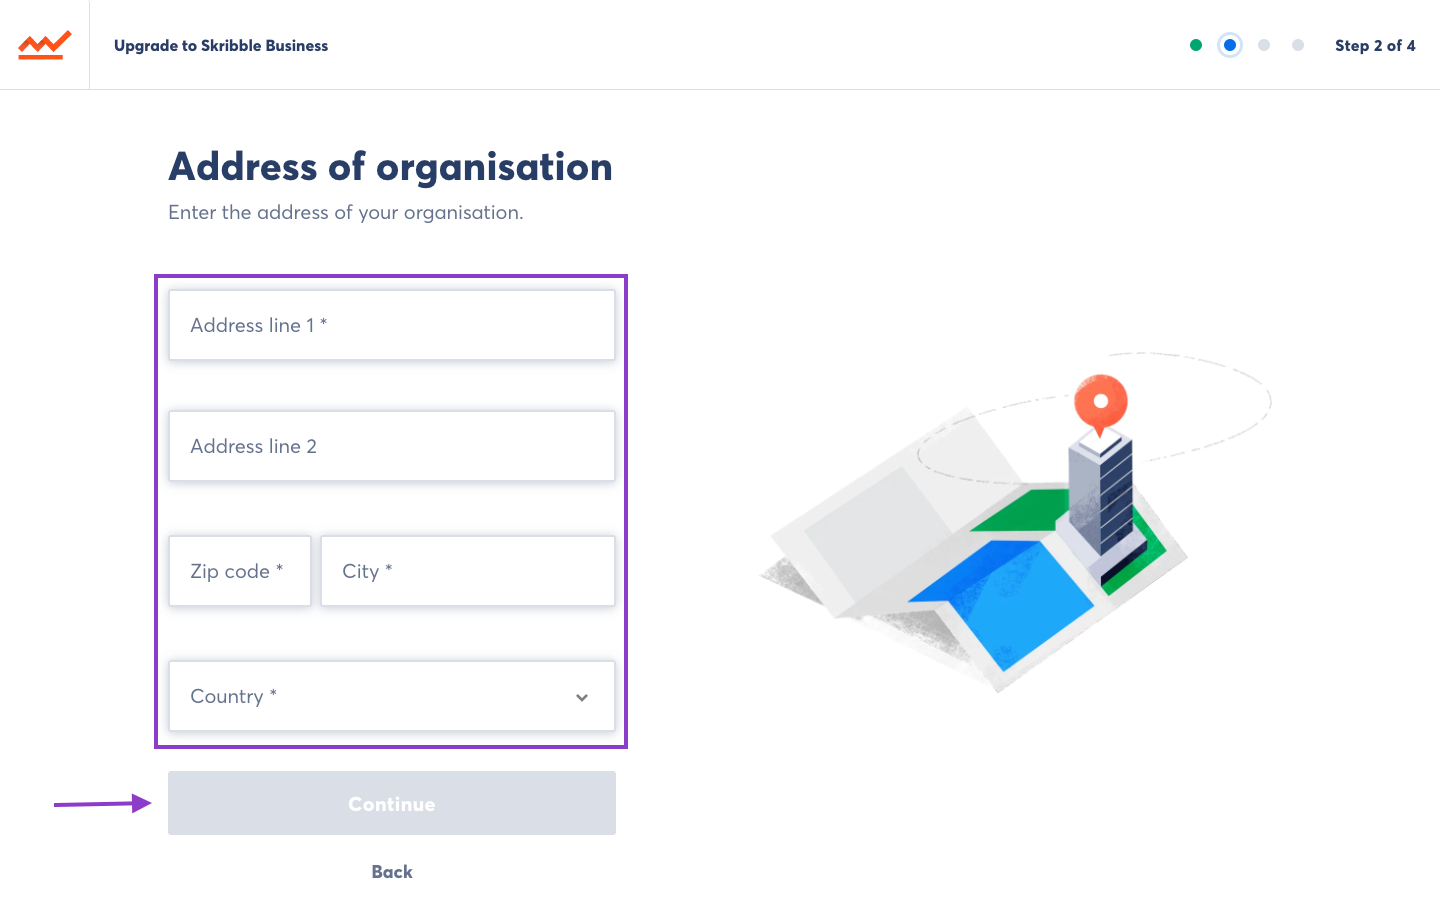 Upgrade to Skribble Business
Step 2 of 4
Address of organisation
Enter the address of your organisation.
Address line 1 *
Address line 2
Zip code *
City *
Country *
Continue
Back